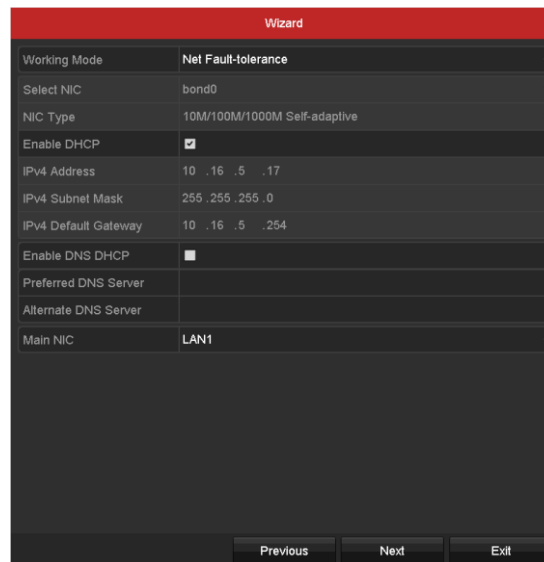 Wizard
Working Mode Net Fault-tolerance
Select NIC bond0
NIC Type 10M/100M/1000M Self-adaptive
Enable DHCP
IPv4 Address 10 .16 .5 .17
IPv4 Subnet Mask 255.255.255.0
IPv4 Default Gateway 10 .16 .5 .254
Enable DNS DHCP
Preferred DNS Server
Alternate DNS Server
Main NIC LAN1
Previous Next Exit